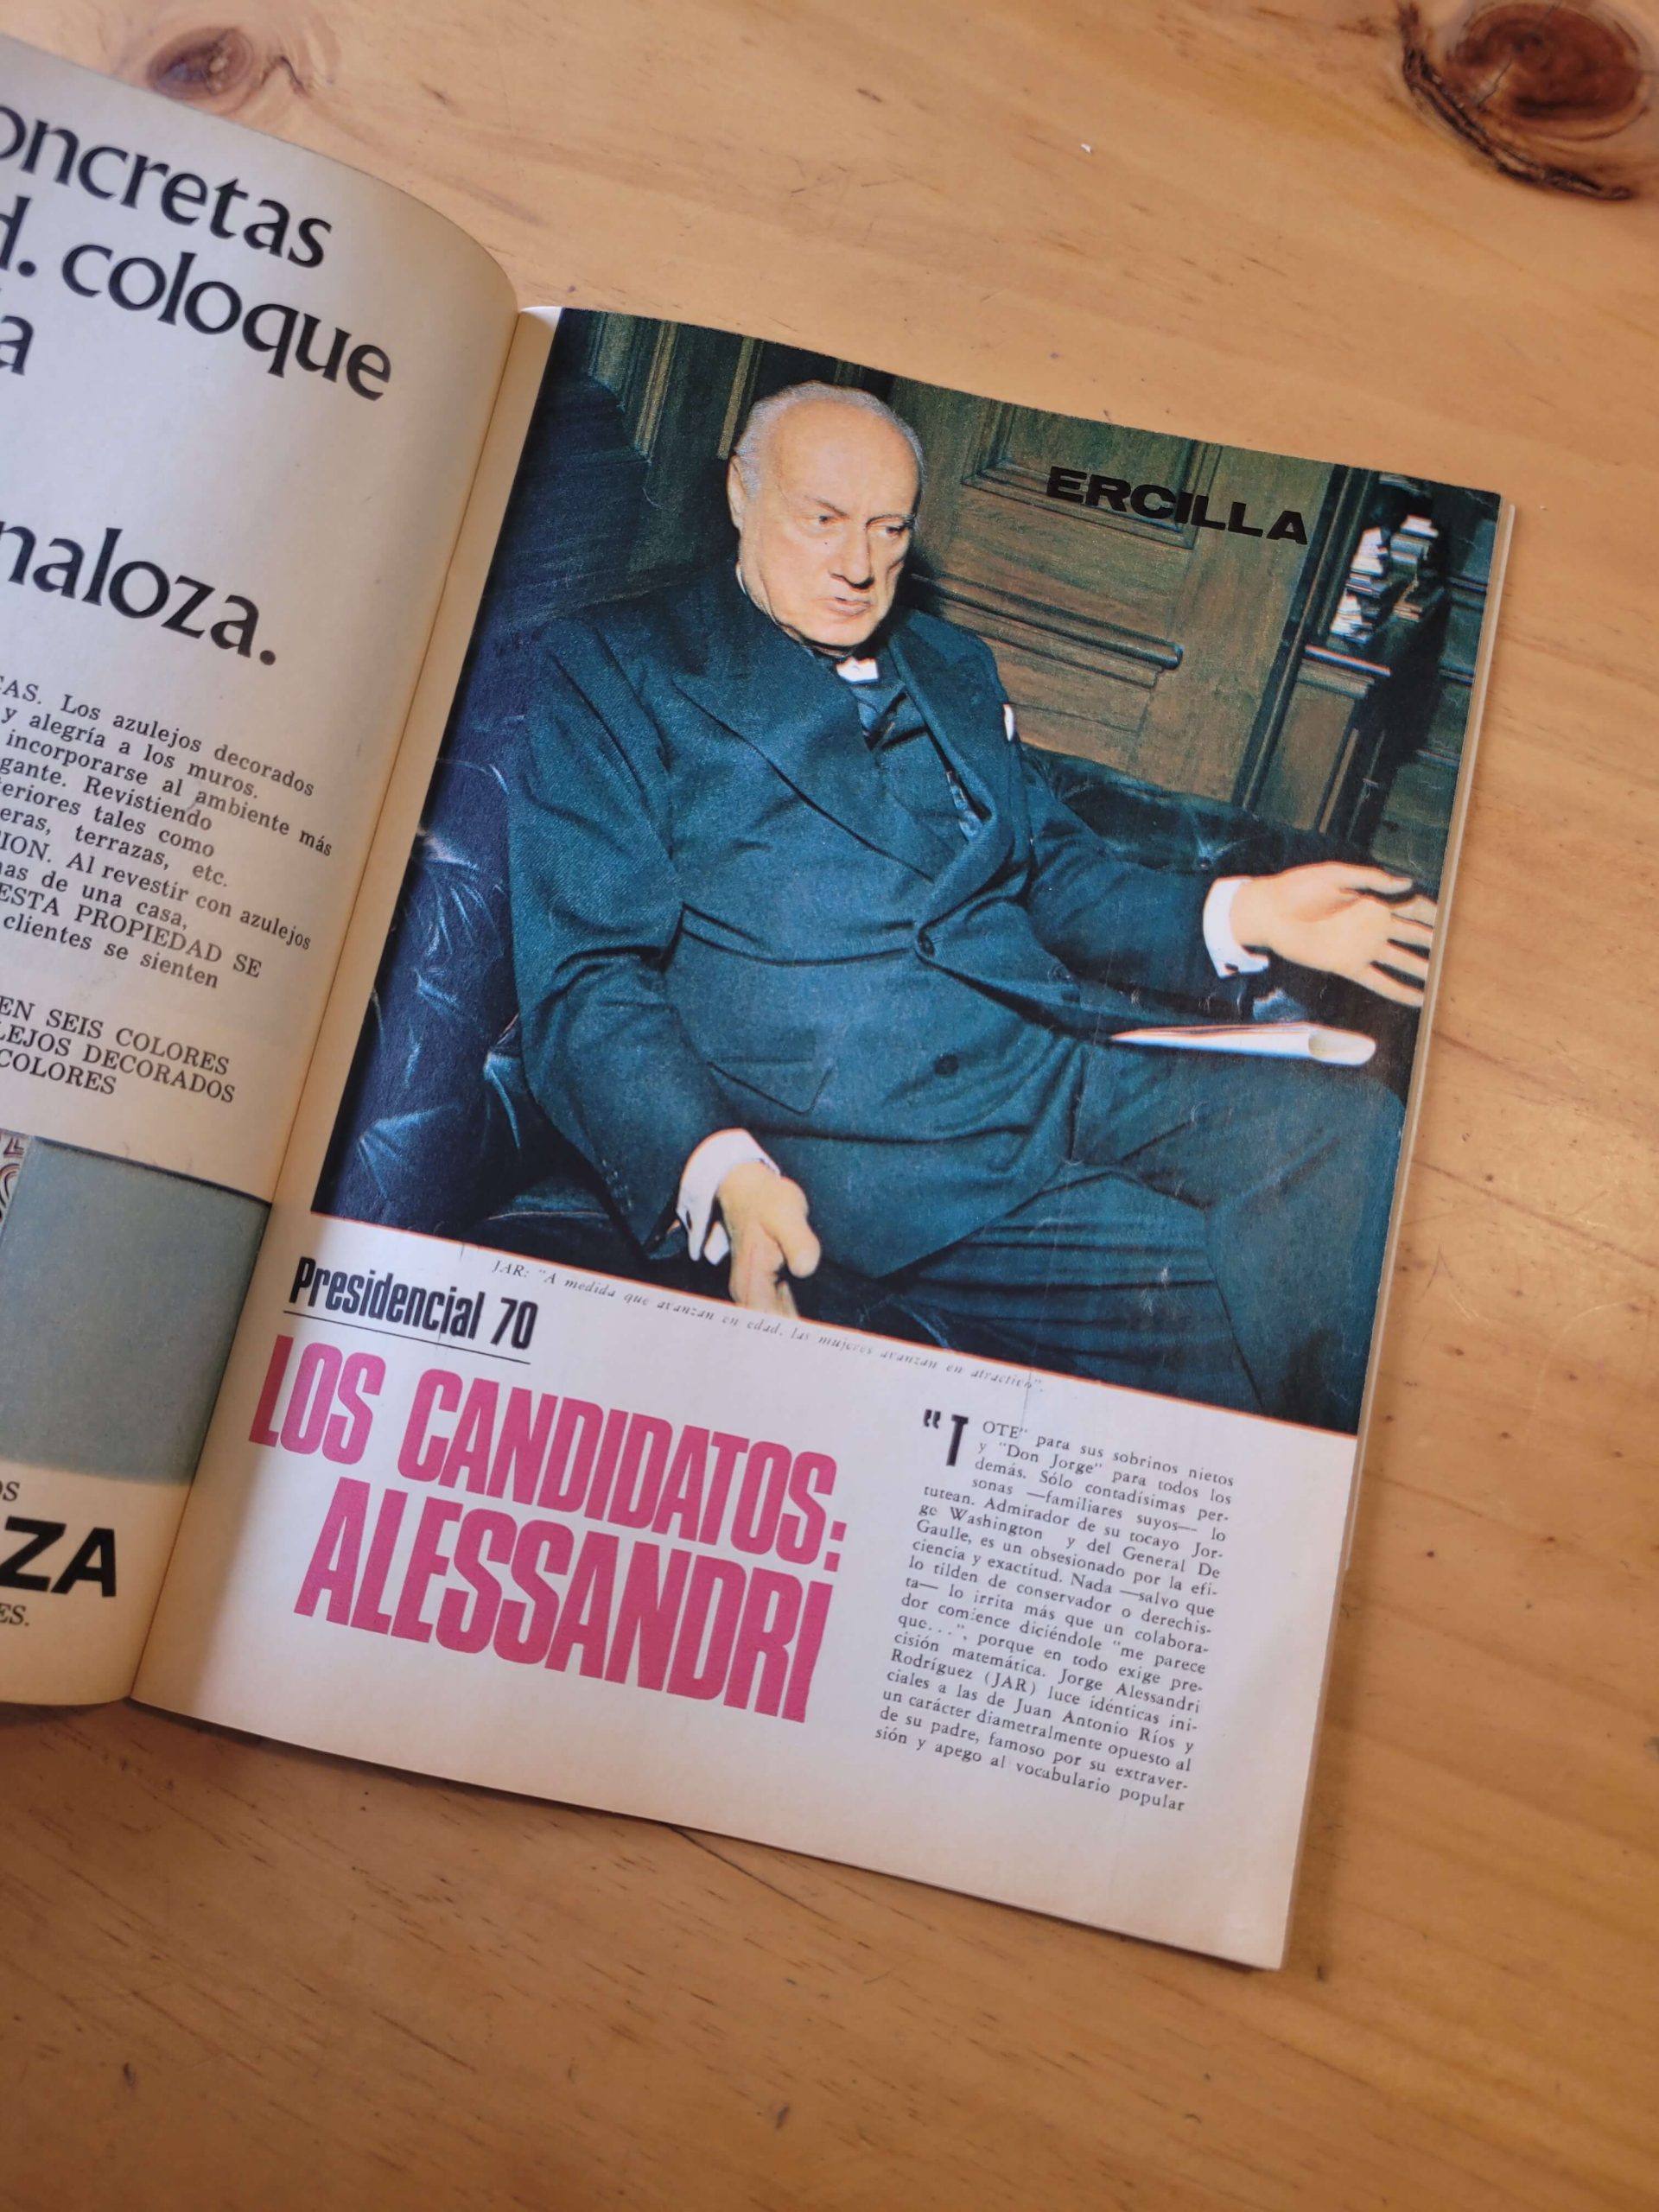 oncretas
d. coloque
a
naloza.
CAS. Los azulejos decorados
y alegría a los muros.
incorporarse al ambiente más
gante. Revistiendo
teriores tales como
eras, terrazas, etc.
ION. Al revestir con azulejos
nas de una casa,
ESTA PROPIEDAD SE
clientes se sienten
EN SEIS COLORES
LEJOS DECORADOS
COLORES
OS
ZA
ES.
ERCILLA
JAR: "A medida que avanzan en edad, las mujeres avanzan en atractivo".
Presidencial 70
LOS CANDIDATOS:
ALESSANDRI
"TOTE" para sus sobrinos nietos
y "Don Jorge" para todos los
demás. Sólo contadísimas per-
sonas —familiares suyos— lo
tutean. Admirador de su tocayo Jor-
ge Washington y del General De
Gaulle, es un obsesionado por la efi-
ciencia y exactitud. Nada —salvo que
lo tilden de conservador o derechis-
ta— lo irrita más que un colabora-
dor comience diciéndole "me parece
que...", porque en todo exige pre-
cisión matemática. Jorge Alessandri
Rodríguez (JAR) luce idénticas ini-
ciales a las de Juan Antonio Ríos y
un carácter diametralmente opuesto al
de su padre, famoso por su extraver-
sión y apego al vocabulario popular